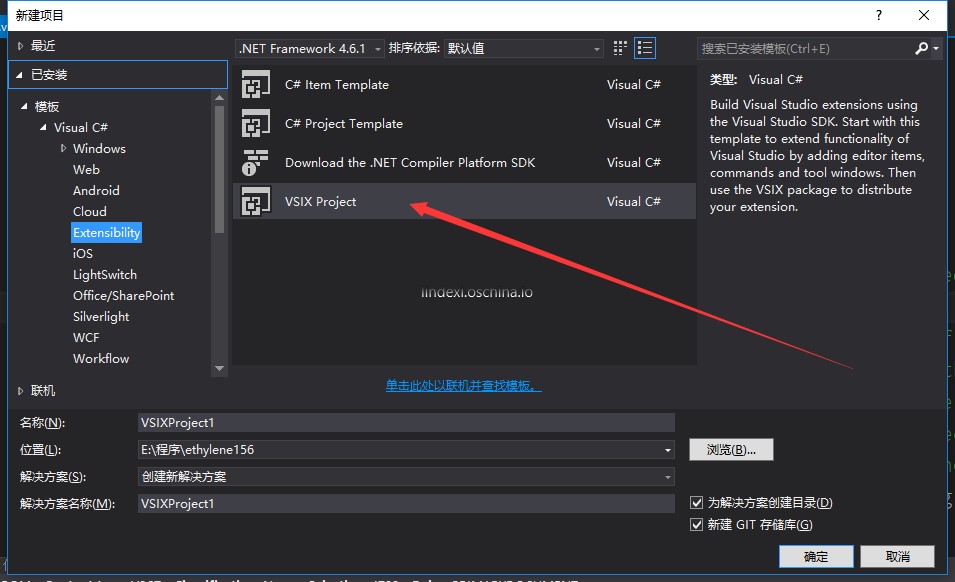 新建项目
最近
.NET Framework 4.6.1 排序依据: 默认值
搜索已安装模板(Ctrl+E)
已安装
模板
Visual C#
Windows
Web
Android
Cloud
Extensibility
iOS
LightSwitch
Office/SharePoint
Silverlight
WCF
Workflow
联机
C# Item Template Visual C#
C# Project Template Visual C#
Download the .NET Compiler Platform SDK Visual C#
VSIX Project Visual C#
lindexi.oschina.io
单击此处以联机并查找模板。
类型: Visual C#
Build Visual Studio extensions using
the Visual Studio SDK. Start with this
template to extend functionality of
Visual Studio by adding editor items,
commands and tool windows. Then
use the VSIX package to distribute
your extension.
名称(N): VSIXProject1
位置(L): E:\程序\ethylene156 浏览(B)...
解决方案(S): 创建新解决方案
解决方案名称(M): VSIXProject1
为解决方案创建目录(D)
新建 GIT 存储库(G)
确定 取消